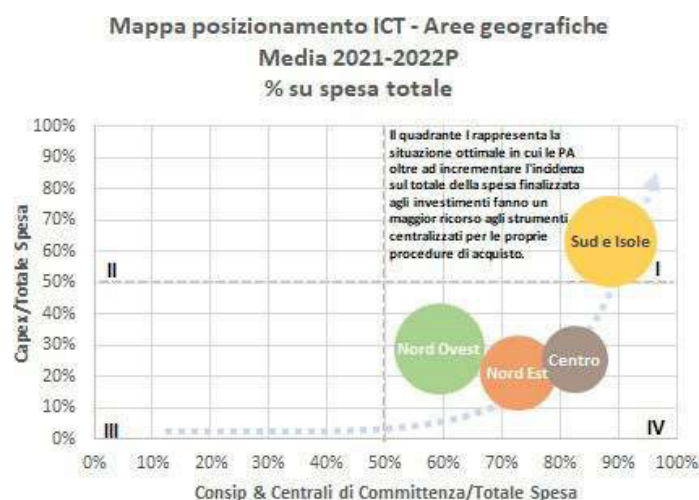 Mappa posizionamento ICT - Aree geografiche
Media 2021-2022P
% su spesa totale
100%
90%
80%
70%
60%
50%
40%
30%
20%
10%
0%
Capex/Totale Spesa
Il quadrante I rappresenta la
situazione ottimale in cui le PA
oltre ad incrementare l'incidenza
sul totale della spesa finalizzata
agli investimenti fanno un
maggior ricorso agli strumenti
centralizzati per le proprie
procedure di acquisto.
Sud e Isole
II
I
Nord Ovest
Nord Est
Centro
III
IV
0% 10% 20% 30% 40% 50% 60% 70% 80% 90% 100%
Consip & Centrali di Committenza/Totale Spesa